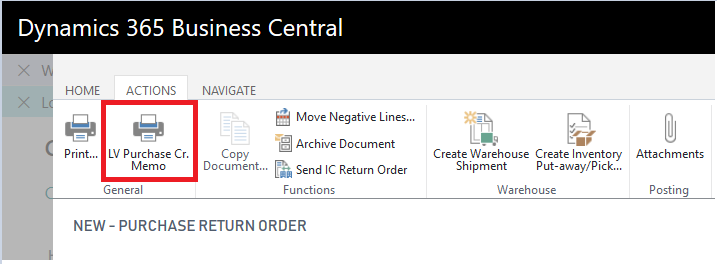 Dynamics 365 Business Central
W
Lo
HOME ACTIONS NAVIGATE
Print...
LV Purchase Cr.
Memo
Copy
Document...
Move Negative Lines...
Archive Document
Send IC Return Order
Create Warehouse
Shipment
Create Inventory
Put-away/Pick...
Attachments
General
Functions
Warehouse
Posting
NEW - PURCHASE RETURN ORDER